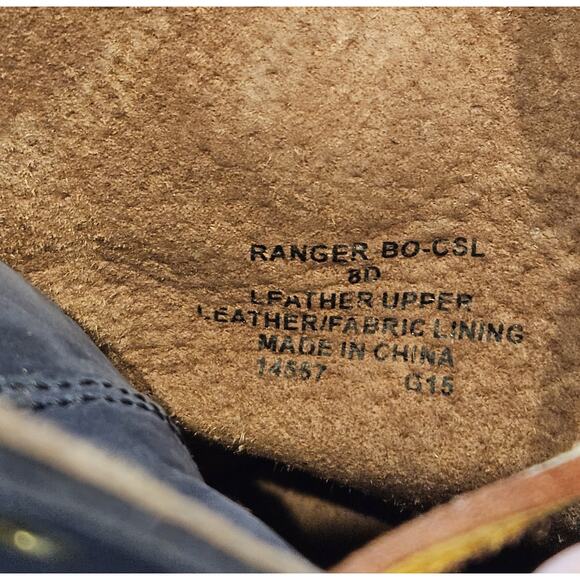 RANGER BO-CSL
8D
LEATHER UPPER
LEATHER/FABRIC LINING
MADE IN CHINA
14567 G15